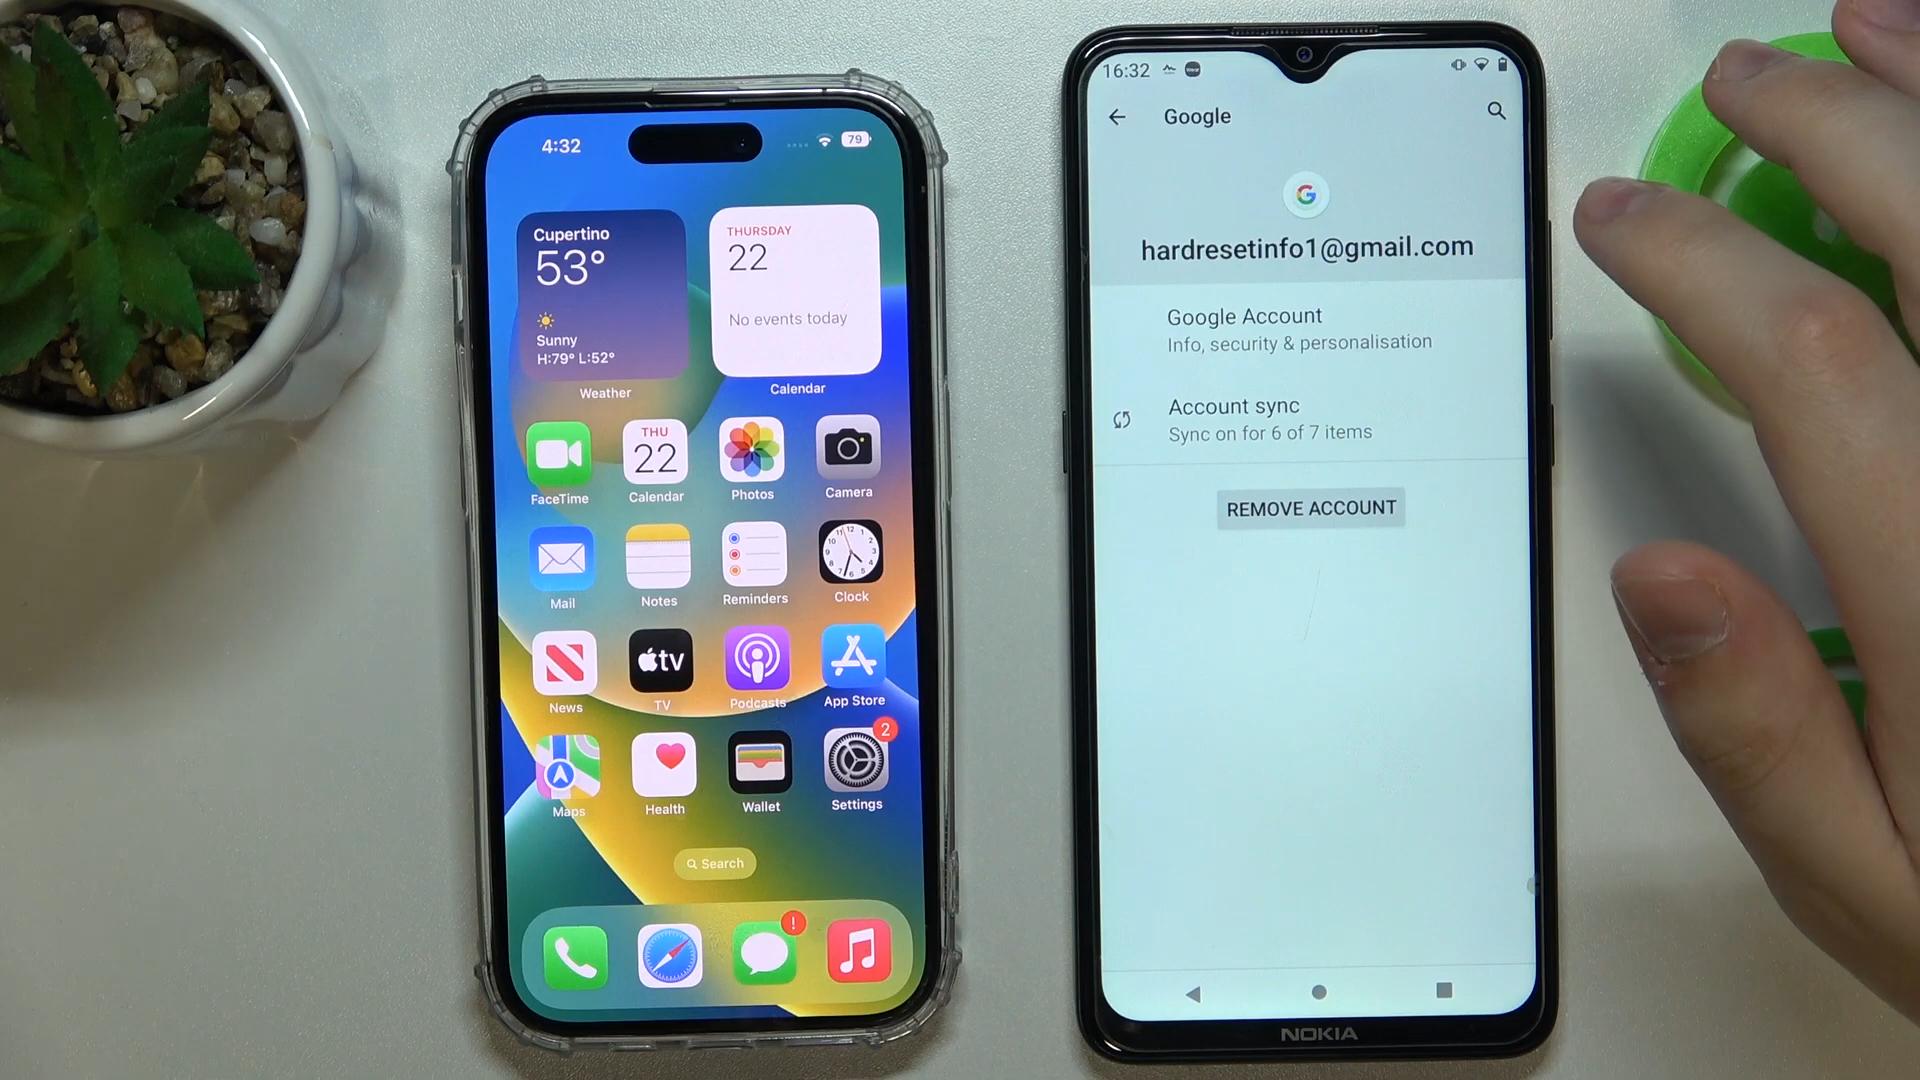 4:32
79
Cupertino
53°
Sunny
H:79° L:52°
Weather
THURSDAY
22
No events today
Calendar
FaceTime
THU
22
Calendar
Photos
Camera
Mail
Notes
Reminders
Clock
News
tv
TV
Podcasts
App Store
Maps
Health
Wallet
2
Settings
Search
!
16:32
Google
G
hardresetinfo1@gmail.com
Google Account
Info, security & personalisation
Account sync
Sync on for 6 of 7 items
REMOVE ACCOUNT
NOKIA